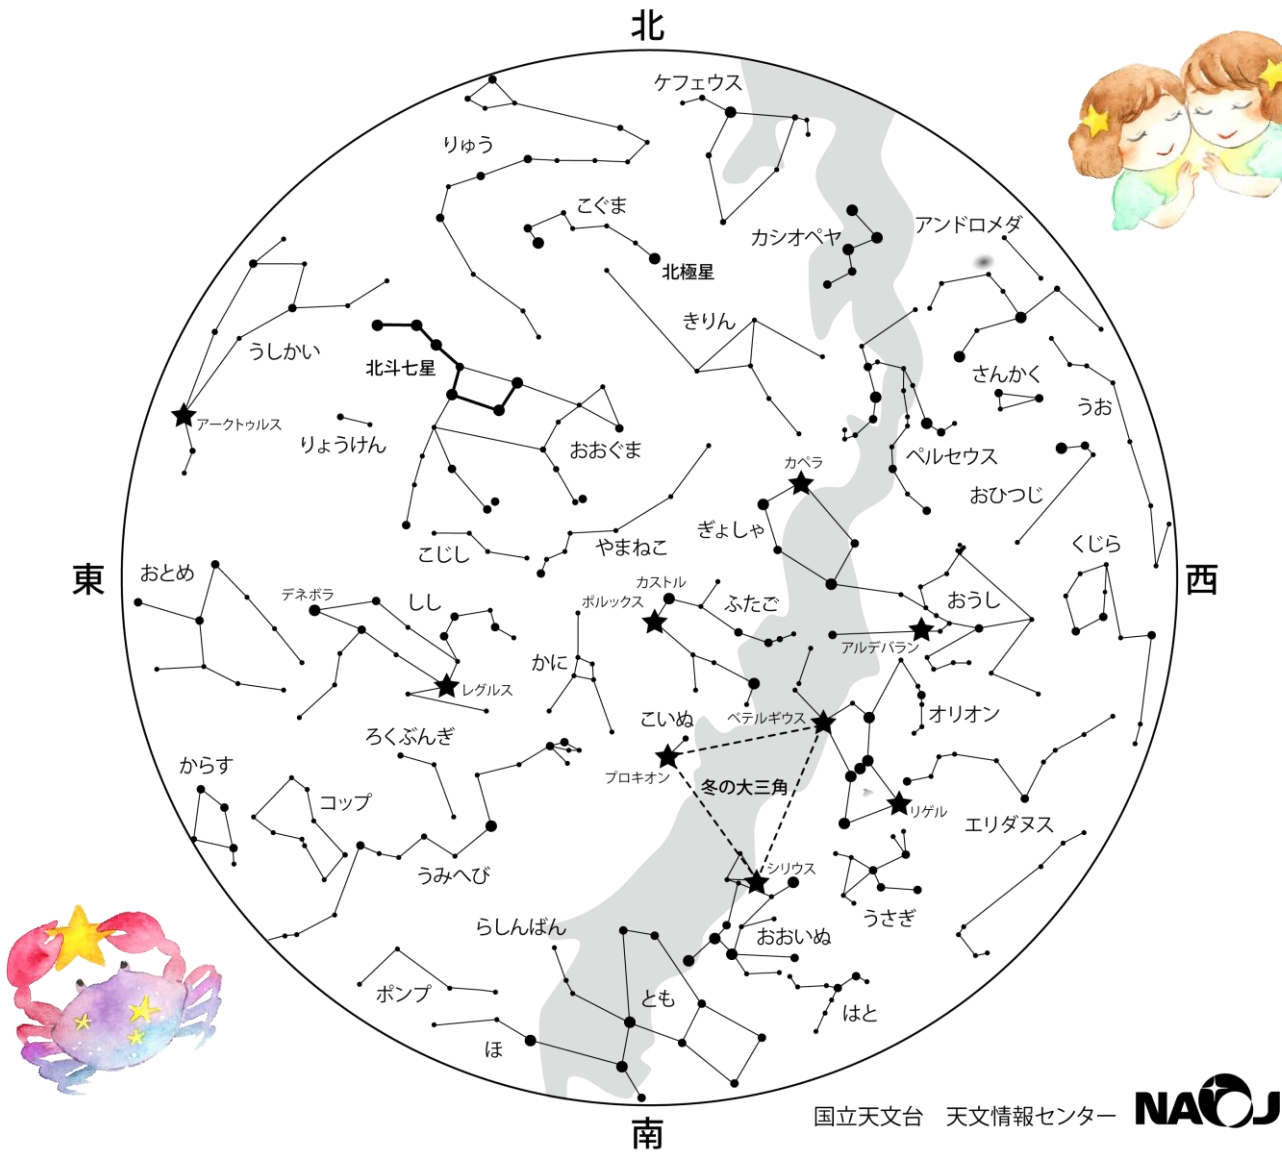 北
ケフェウス
りゅう
こぐま
カシオペヤ
アンドロメダ
北極星
きりん
うしかい
北斗七星
さんかく
うお
アークトゥルス
りょうけん
おおぐま
ペルセウス
カペラ
おひつじ
ぎょしゃ
こじし
やまねこ
くじら
東
おとめ
デネボラ
しし
カストル
ポルックス
ふたご
おうし
西
アルデバラン
かに
レグルス
こいぬ
ベテルギウス
オリオン
ろくぶんぎ
からす
プロキオン
冬の大三角
コップ
リゲル
エリダヌス
うみへび
シリウス
うさぎ
らしんばん
おおいぬ
ポンプ
とも
はと
ほ
国立天文台 天文情報センター NAOJ
南